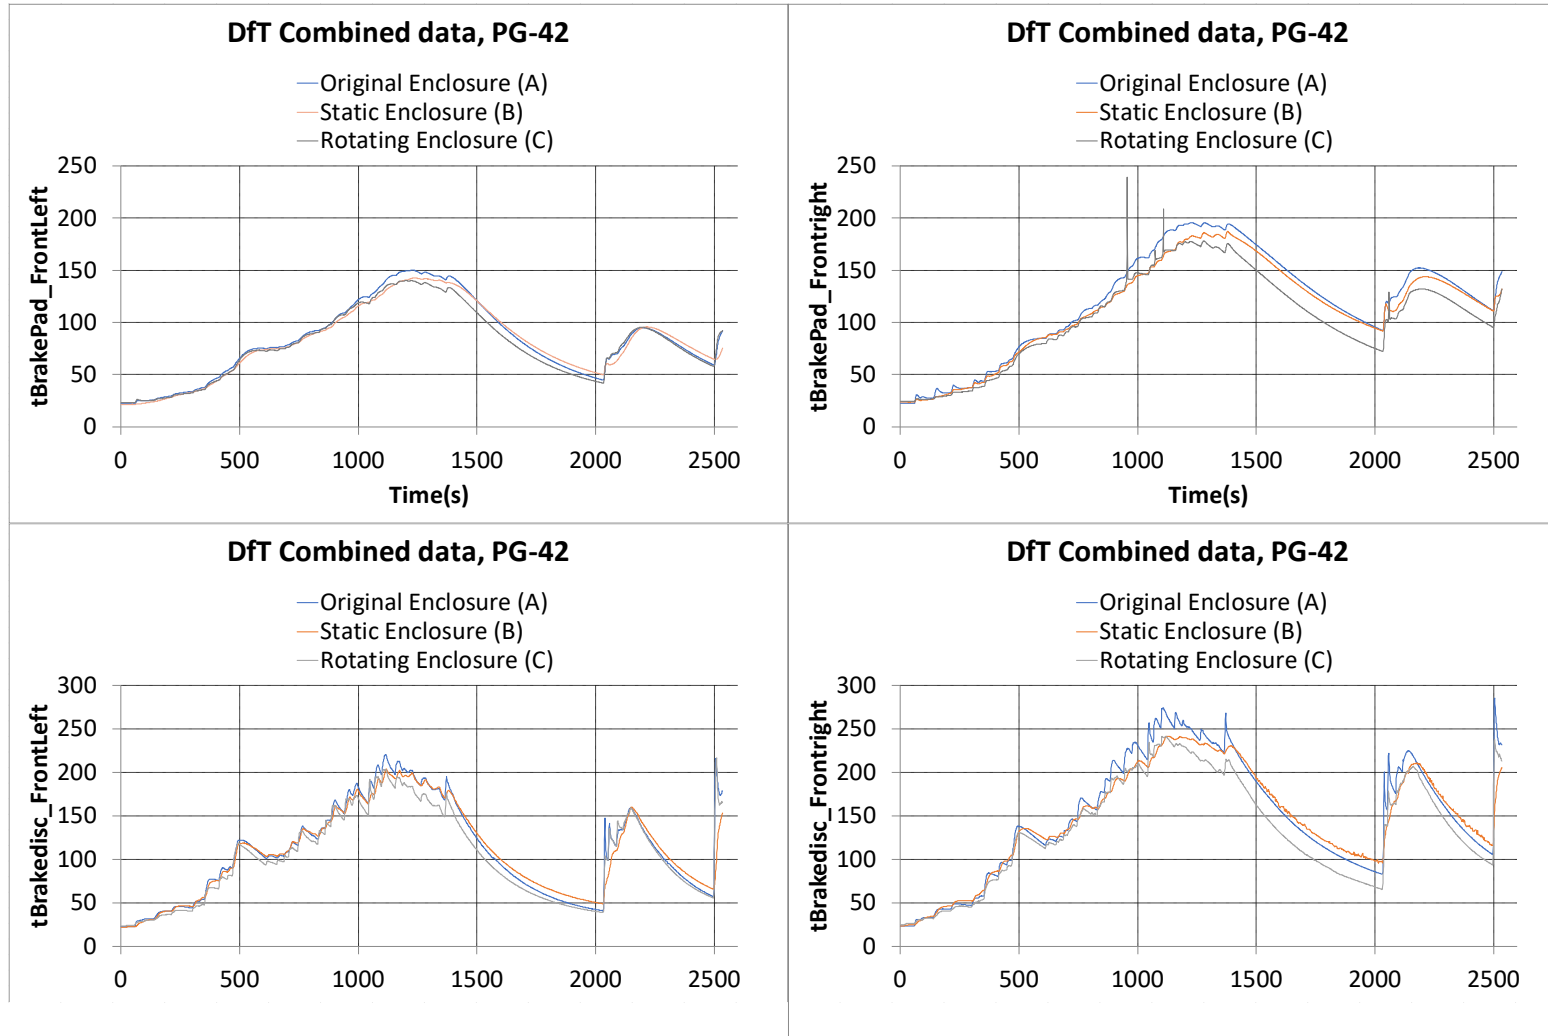 DfT Combined data, PG-42
Original Enclosure (A)
Static Enclosure (B)
Rotating Enclosure (C)
250
200
150
100
50
0
tBrakePad_FrontLeft
0 500 1000 1500 2000 2500
Time(s)
DfT Combined data, PG-42
Original Enclosure (A)
Static Enclosure (B)
Rotating Enclosure (C)
250
200
150
100
50
0
tBrakePad_Frontright
0 500 1000 1500 2000 2500
Time(s)
DfT Combined data, PG-42
Original Enclosure (A)
Static Enclosure (B)
Rotating Enclosure (C)
300
250
200
150
100
50
0
tBrakedisc_FrontLeft
0 500 1000 1500 2000 2500
DfT Combined data, PG-42
Original Enclosure (A)
Static Enclosure (B)
Rotating Enclosure (C)
300
250
200
150
100
50
0
tBrakedisc_Frontright
0 500 1000 1500 2000 2500